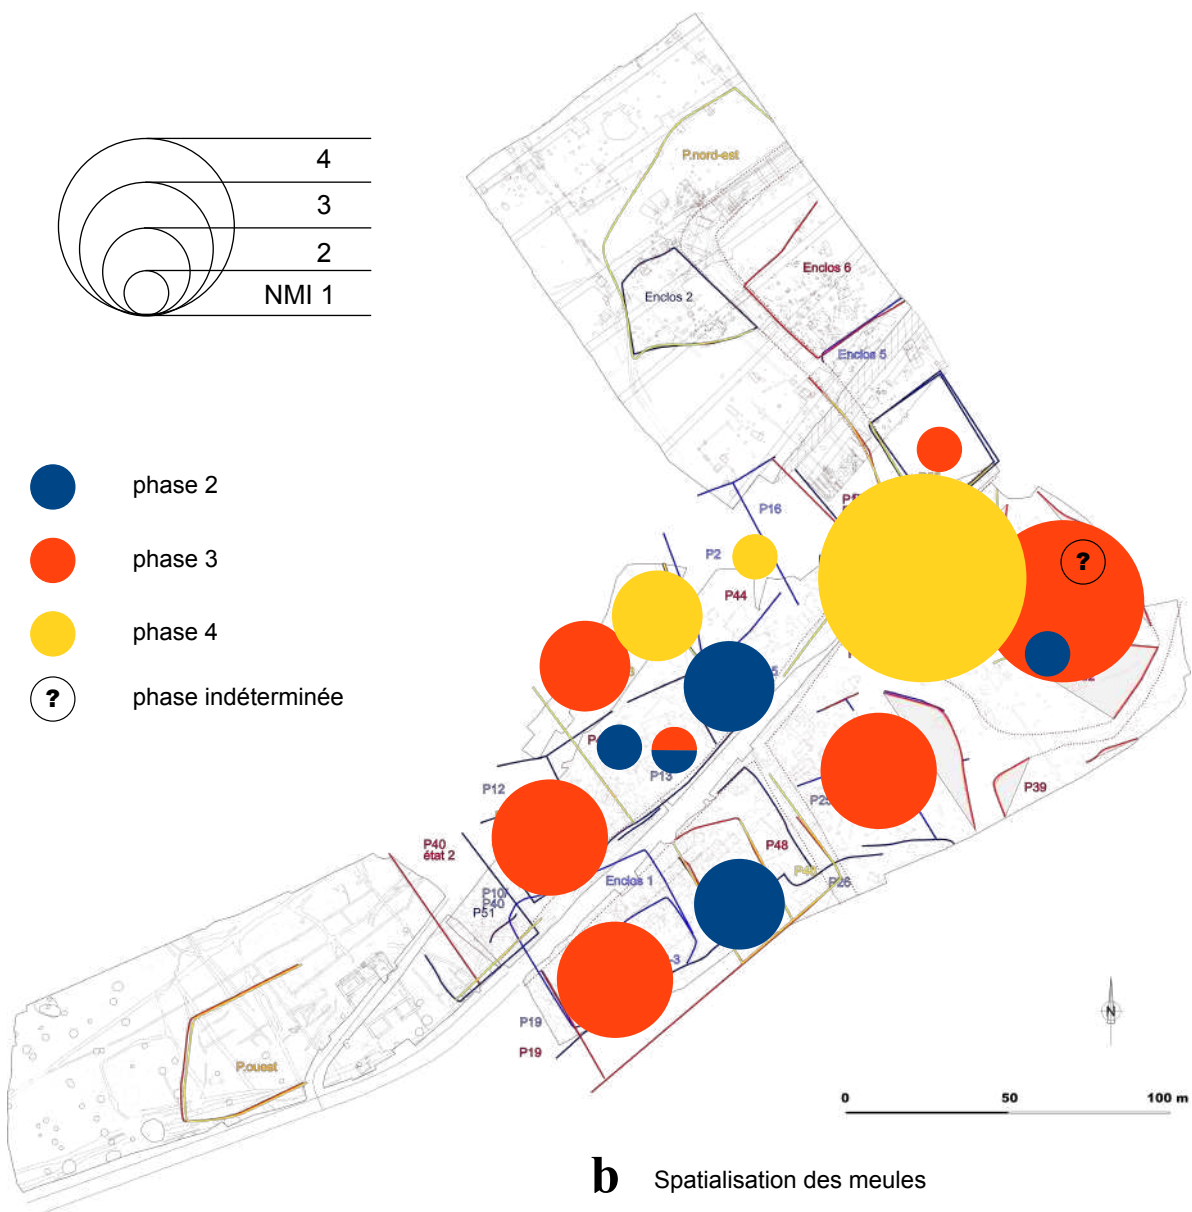 4
3
2
NMI 1
P.nord-est
Enclos 6
Enclos 2
Enclos 5
phase 2
phase 3
phase 4
? phase indéterminée
P16
P2
P44
?
P13
P12
P39
P40
état 2
P48
P26
Enclos 1
P40
P51
P19
P19
P.ouest
N
0 50 100 m
b Spatialisation des meules